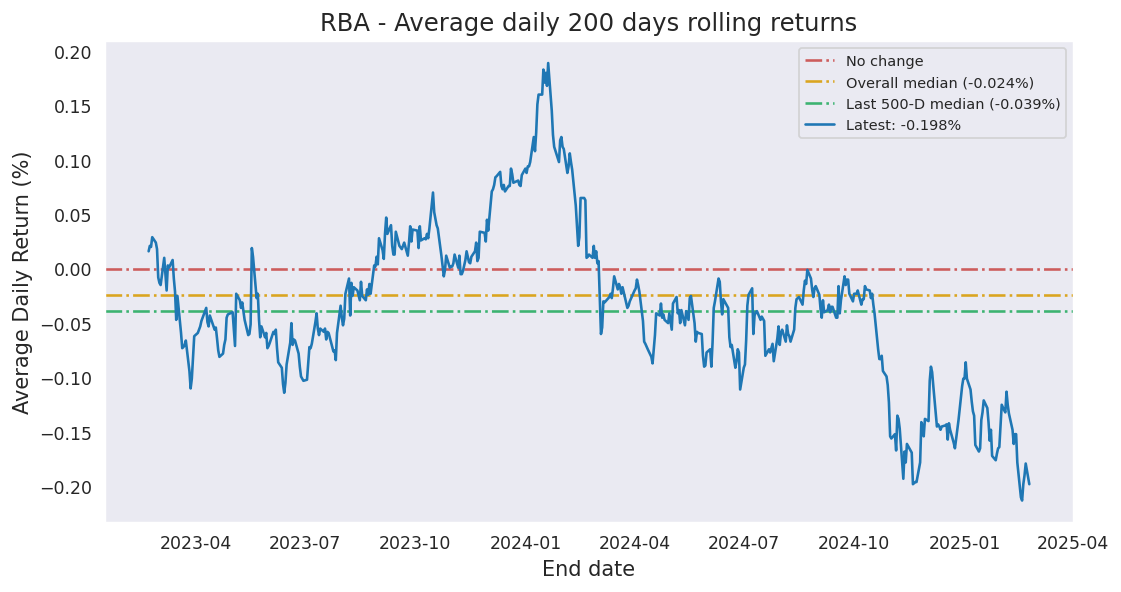 RBA - Average daily 200 days rolling returns
No change
Overall median (-0.024%)
Last 500-D median (-0.039%)
Latest: -0.198%
Average Daily Return (%)
0.20
0.15
0.10
0.05
0.00
−0.05
−0.10
−0.15
−0.20
2023-04 2023-07 2023-10 2024-01 2024-04 2024-07 2024-10 2025-01 2025-04
End date